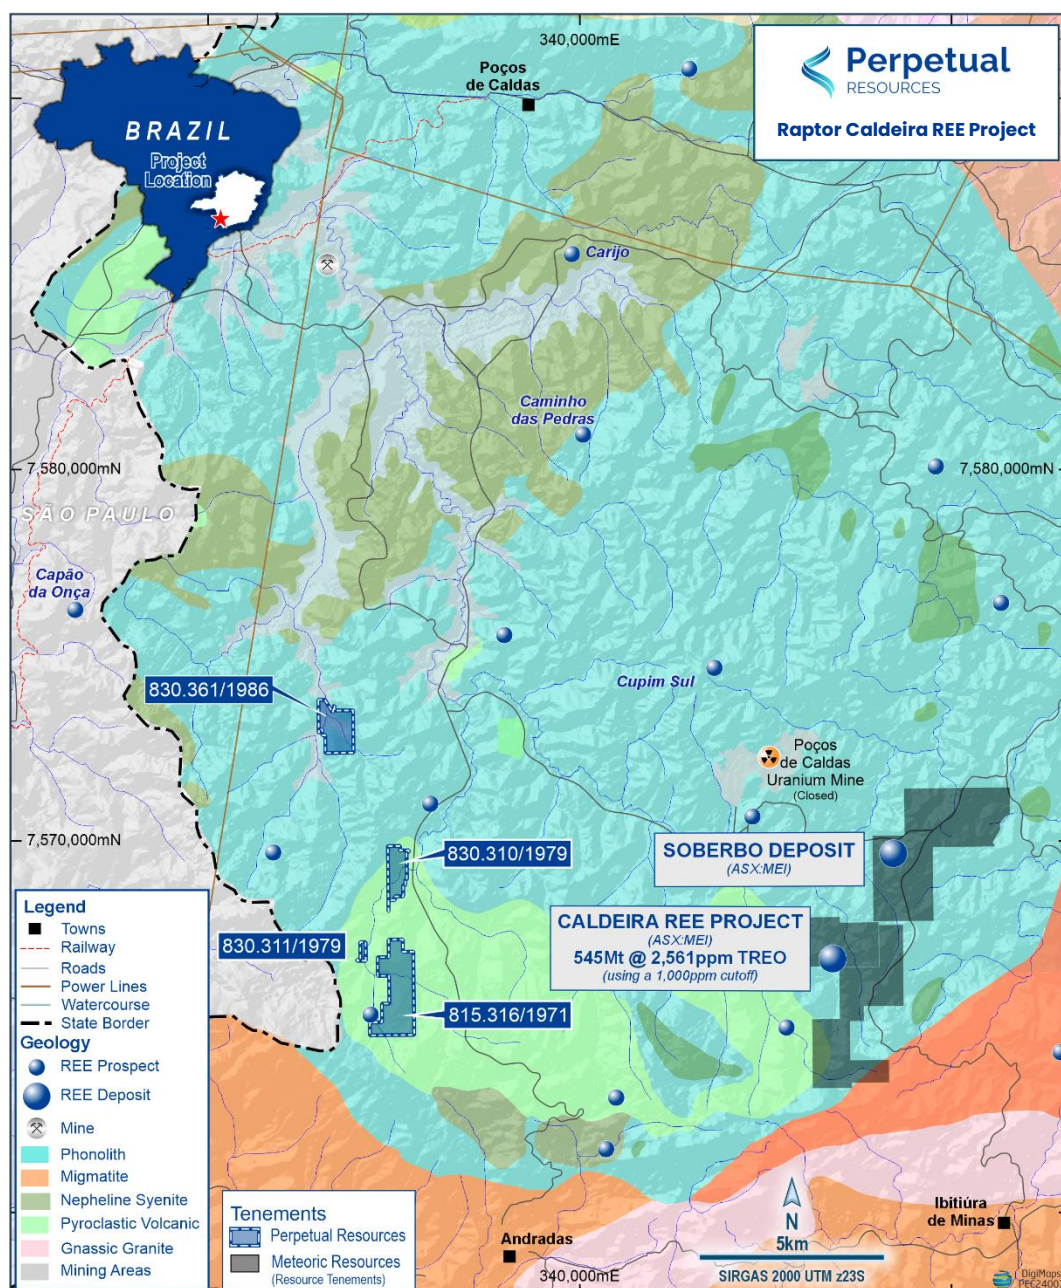 340,000mE
Perpetual
RESOURCES
Raptor Caldeira REE Project
Poços
de Caldas
BRAZIL
Project
Location
Carijo
Caminho
das Pedras
7,580,000mN
7,580,000mN
SÃO PAULO
Capão
da Onça
830.361/1986
Cupim Sul
Poços
de Caldas
Uranium Mine
(Closed)
7,570,000mN
830.310/1979
SOBERBO DEPOSIT
(ASX:MEI)
CALDEIRA REE PROJECT
(ASX:MEI)
545Mt @ 2,561ppm TREO
(using a 1,000ppm cutoff)
830.311/1979
815.316/1971
Legend
Towns
Railway
Roads
Power Lines
Watercourse
State Border
Geology
REE Prospect
REE Deposit
Mine
Phonolith
Migmatite
Nepheline Syenite
Pyroclastic Volcanic
Gnassic Granite
Mining Areas
Tenements
Perpetual Resources
Meteoric Resources
(Resource Tenements)
Andradas
Ibitiúra
de Minas
N
5km
SIRGAS 2000 UTM z23S
340,000mE
DigiMaps
PEC2400